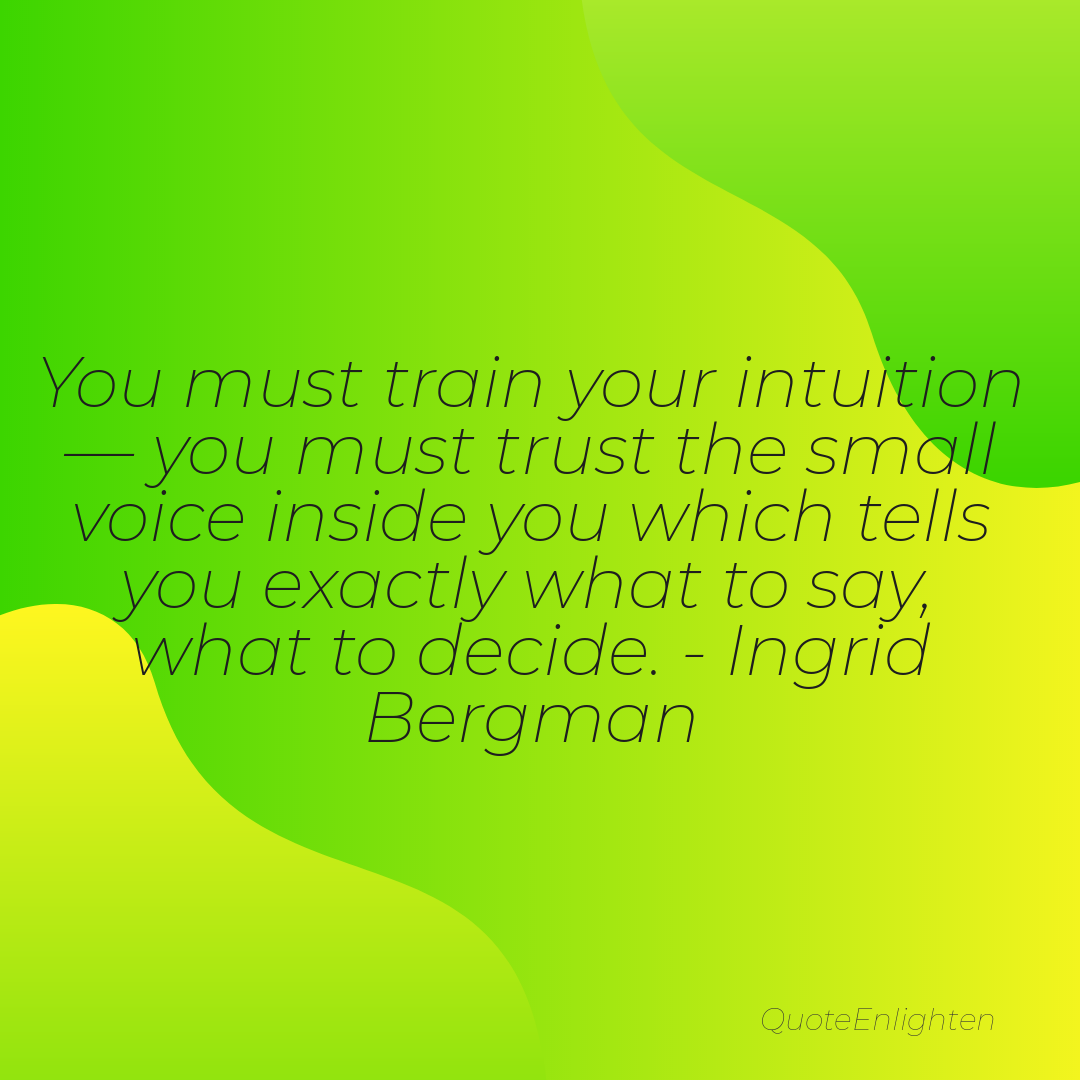 You must train your intuition
— you must trust the small
voice inside you which tells
you exactly what to say,
what to decide. - Ingrid
Bergman
QuoteEnlighten